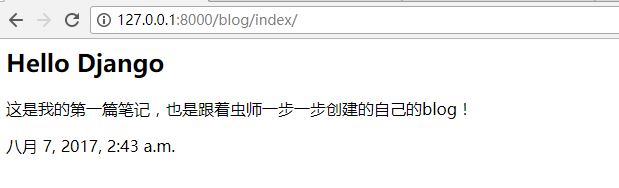 127.0.0.1:8000/blog/index/
Hello Django
这是我的第一篇笔记，也是跟着虫师一步一步创建的自己的blog！
八月 7, 2017, 2:43 a.m.